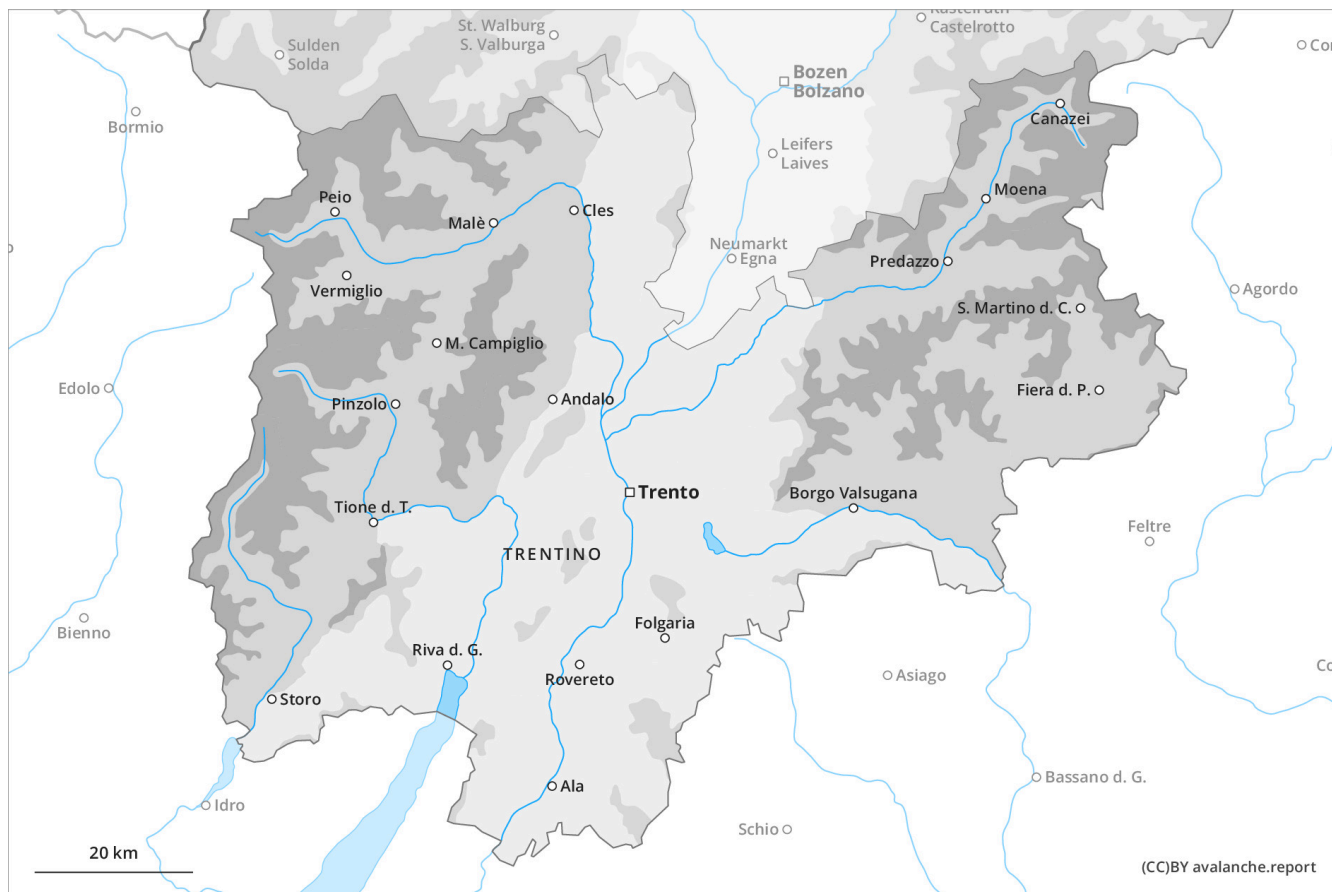 Kastelruth
Castelrotto
St. Walburg
S. Valburga
Sulden
Solda
Bozen
Bolzano
Bormio
Canazei
Leifers
Laives
Moena
Peio
Malè
Cles
Neumarkt
Egna
Predazzo
Vermiglio
Agordo
S. Martino d. C.
M. Campiglio
Edolo
Fiera d. P.
Pinzolo
Andalo
Trento
Borgo Valsugana
Tione d. T.
Feltre
TRENTINO
Bienno
Folgaria
Riva d. G.
Asiago
Rovereto
Storo
Bassano d. G.
Ala
Idro
Schio
20 km
(CC)BY avalanche.report